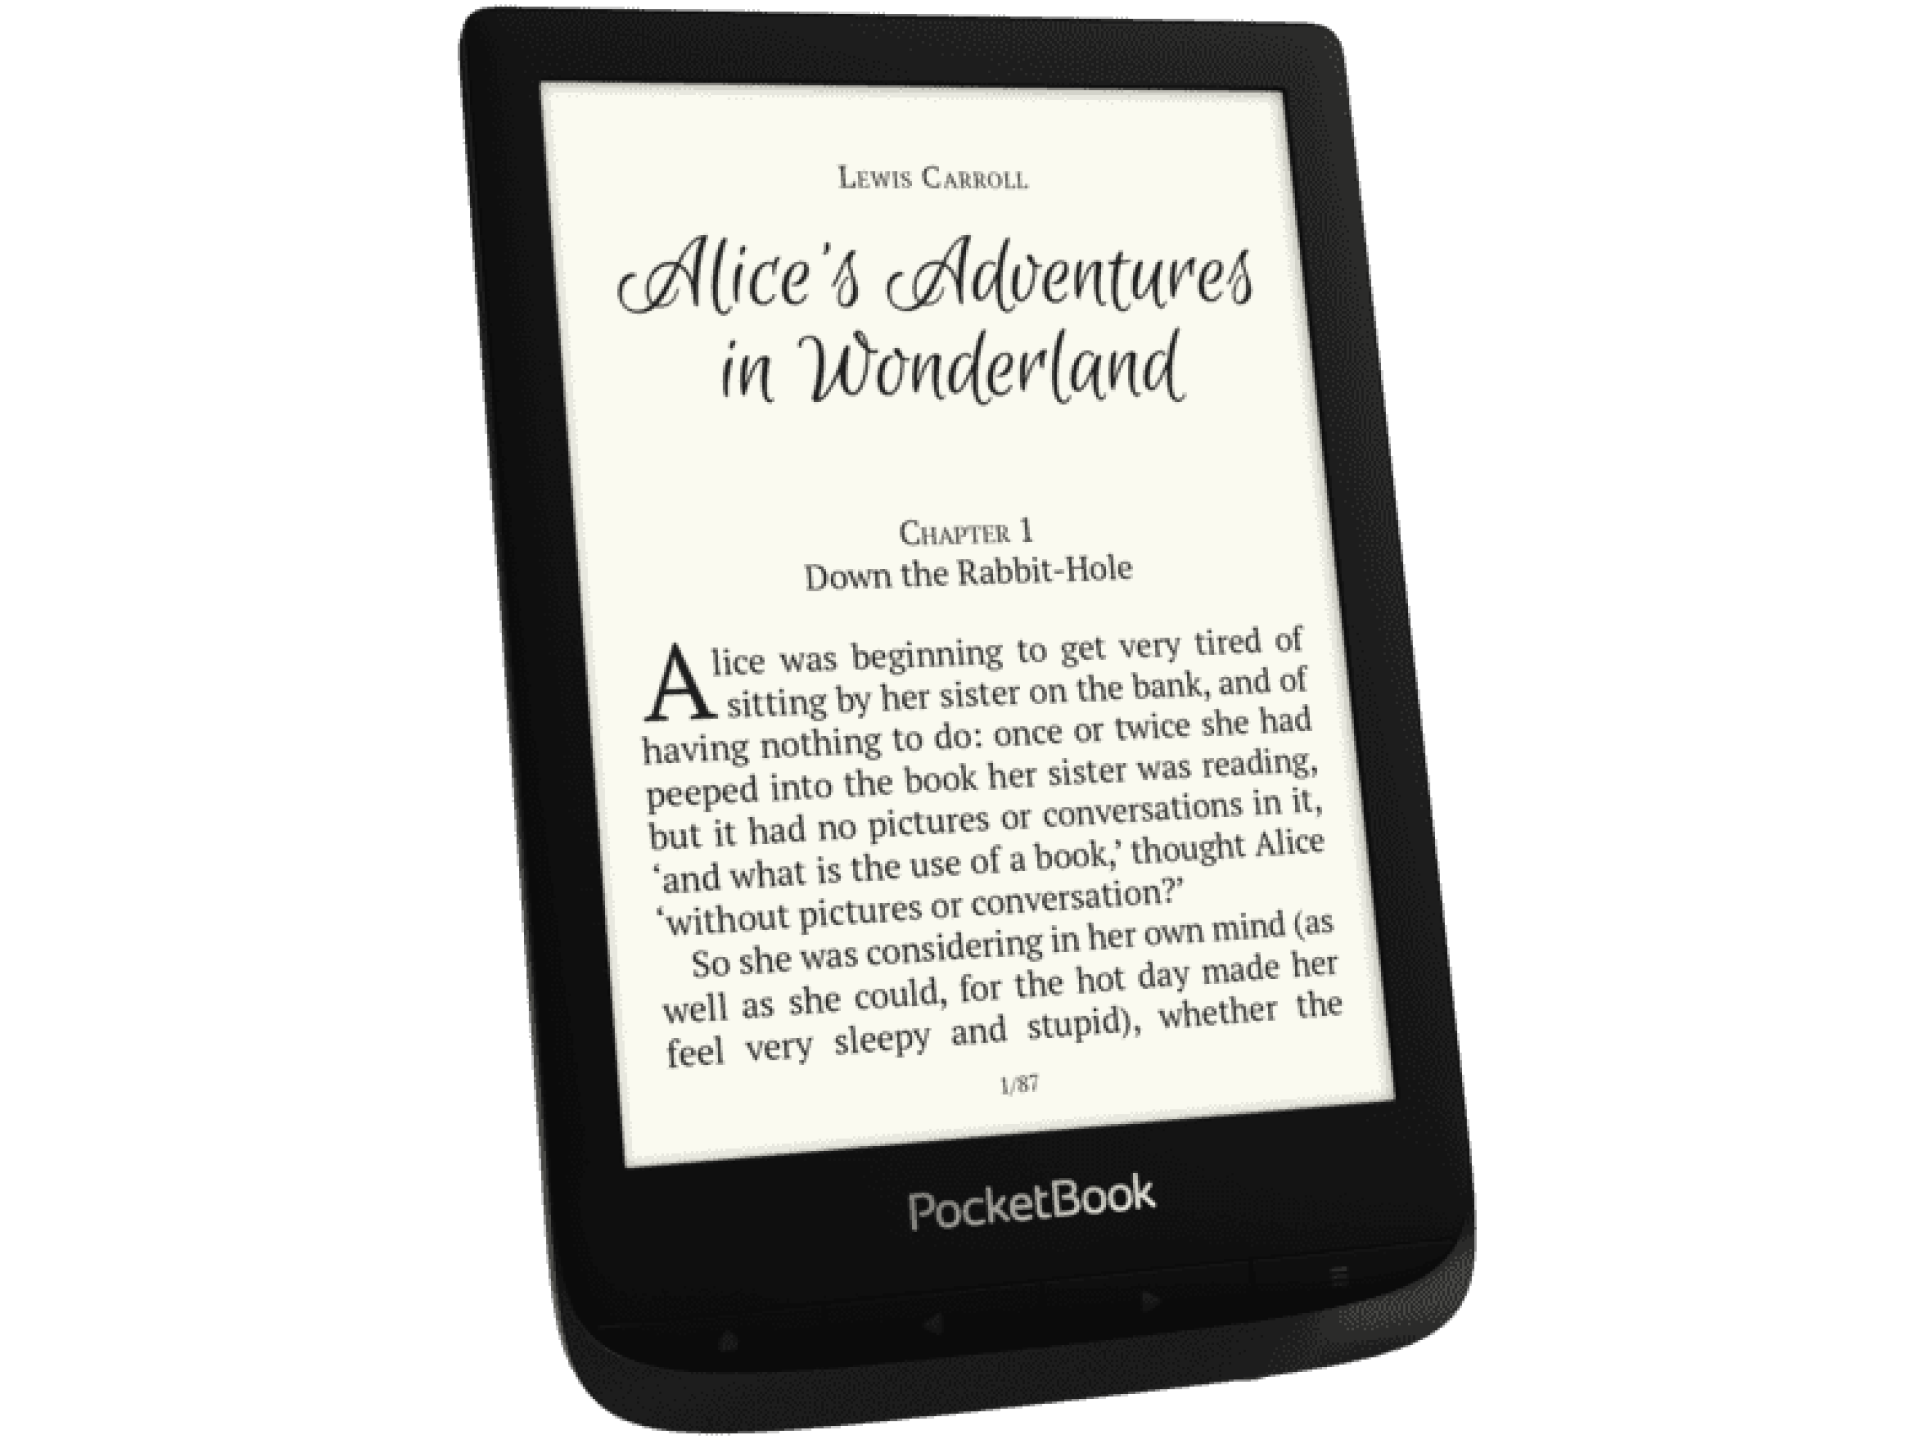 Lewis Carroll
Alice's Adventures
in Wonderland
Chapter 1
Down the Rabbit-Hole
Alice was beginning to get very tired of
sitting by her sister on the bank, and of
having nothing to do: once or twice she had
peeped into the book her sister was reading,
but it had no pictures or conversations in it,
‘and what is the use of a book,’ thought Alice
‘without pictures or conversation?’
So she was considering in her own mind (as
well as she could, for the hot day made her
feel very sleepy and stupid), whether the
1/87
PocketBook